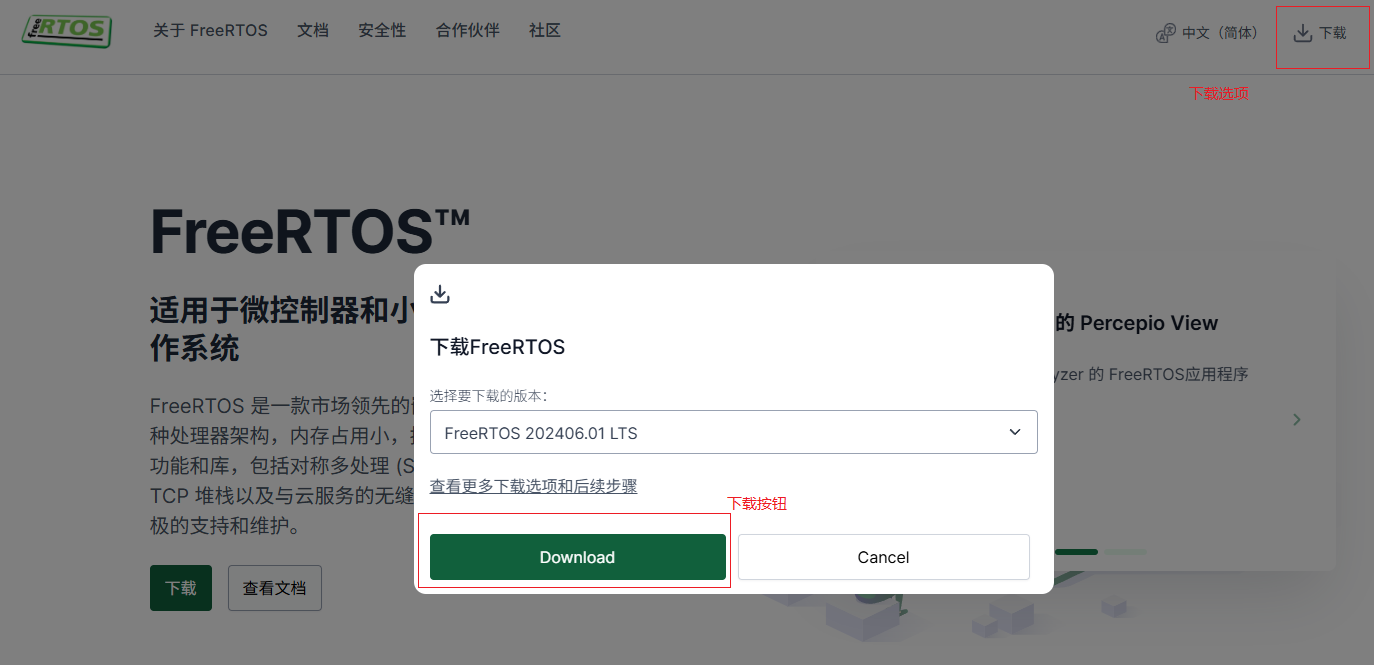 free RTOS
关于 FreeRTOS 文档 安全性 合作伙伴 社区
中文（简体） 下载
下载选项
FreeRTOS™
适用于微控制器和小
作系统
FreeRTOS 是一款市场领先的
种处理器架构，内存占用小，
功能和库，包括对称多处理 (S
TCP 堆栈以及与云服务的无缝
极的支持和维护。
下载 查看文档
下载FreeRTOS
选择要下载的版本：
FreeRTOS 202406.01 LTS
查看更多下载选项和后续步骤
下载按钮
Download Cancel
的 Percepio View
yzer 的 FreeRTOS应用程序